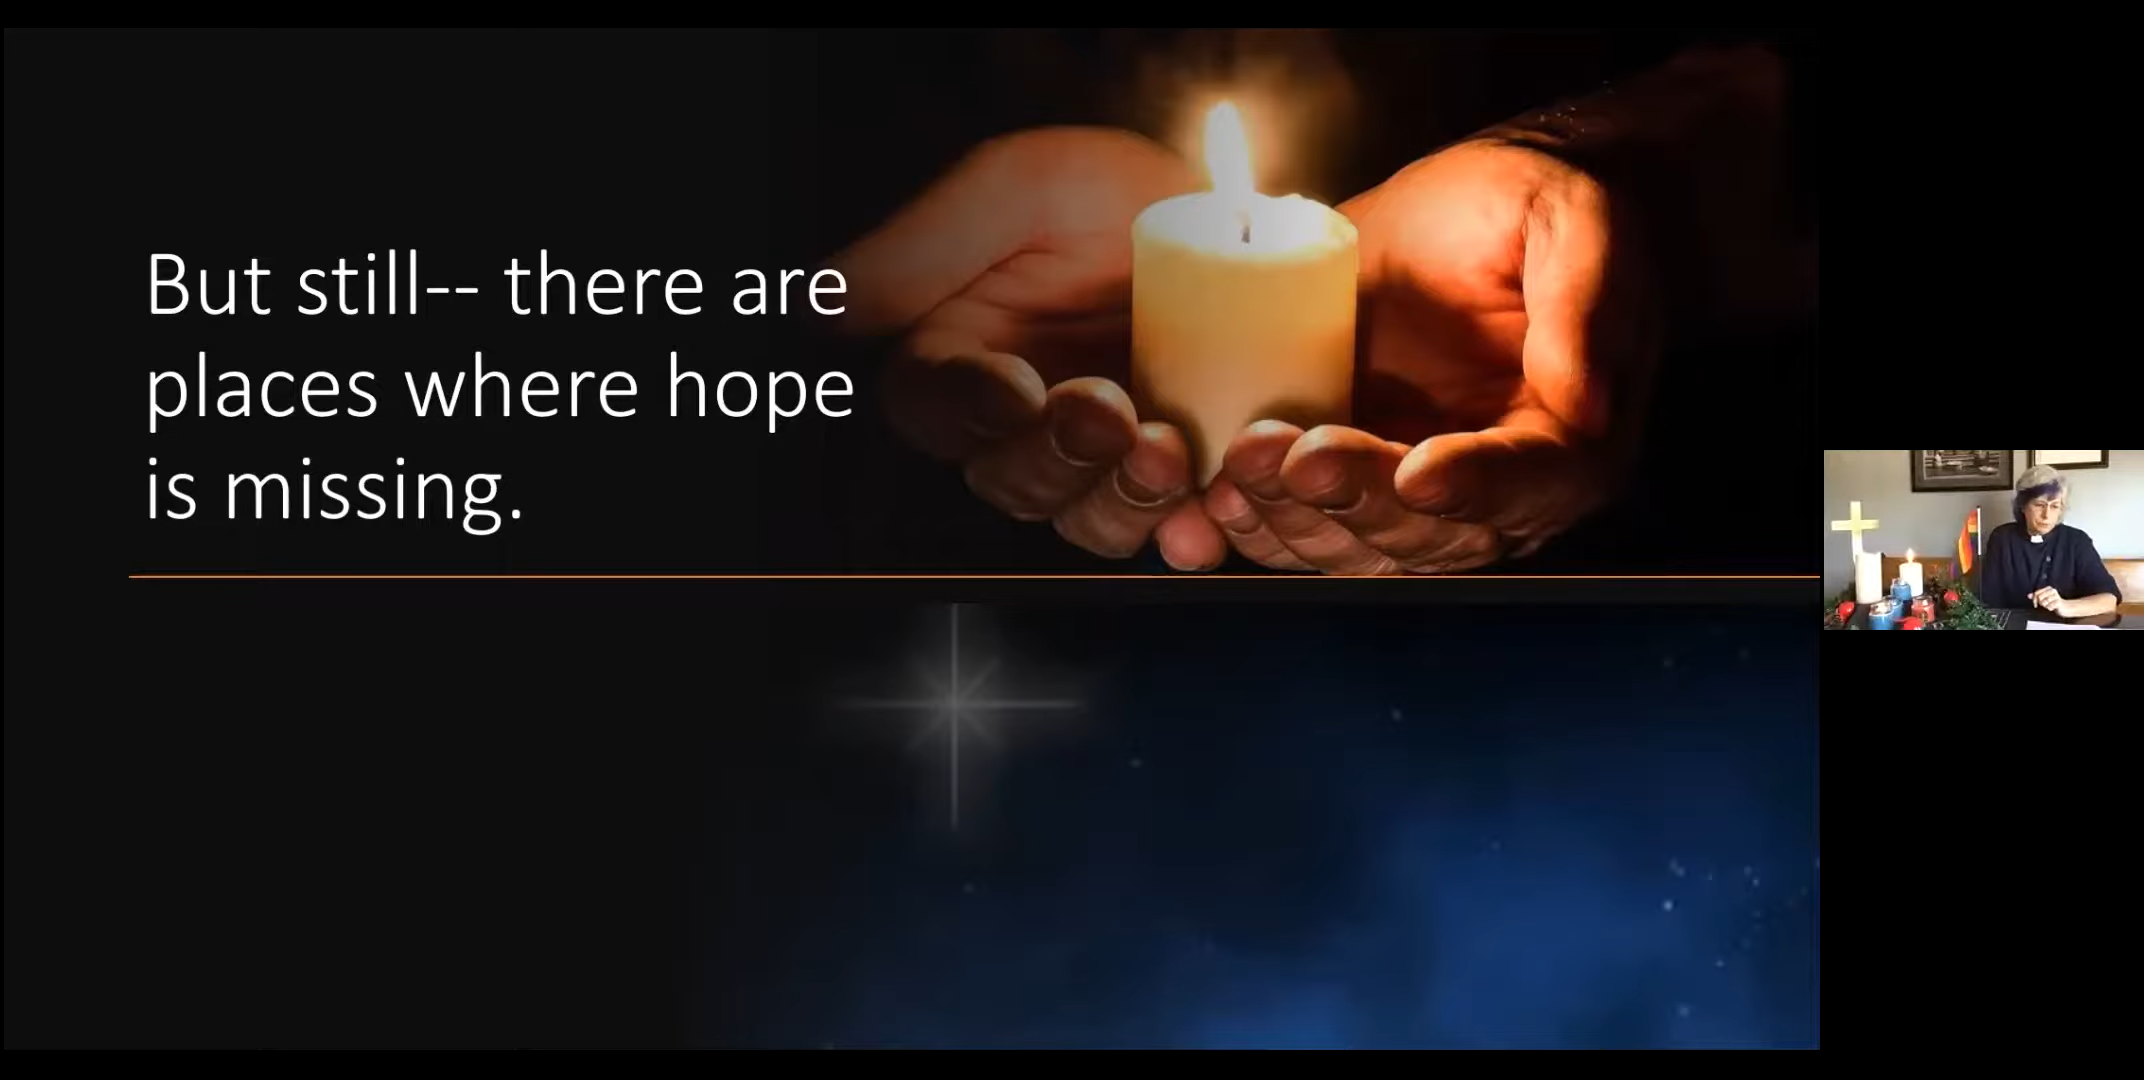 But still-- there are
places where hope
is missing.